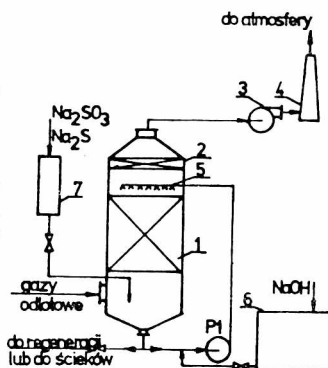 do atmosfery
3
4
Na₂SO₃
Na₂S
2
5
7
1
gazy
odlotowe
NaOH
6
P1
do regeneracji
lub do ścieków